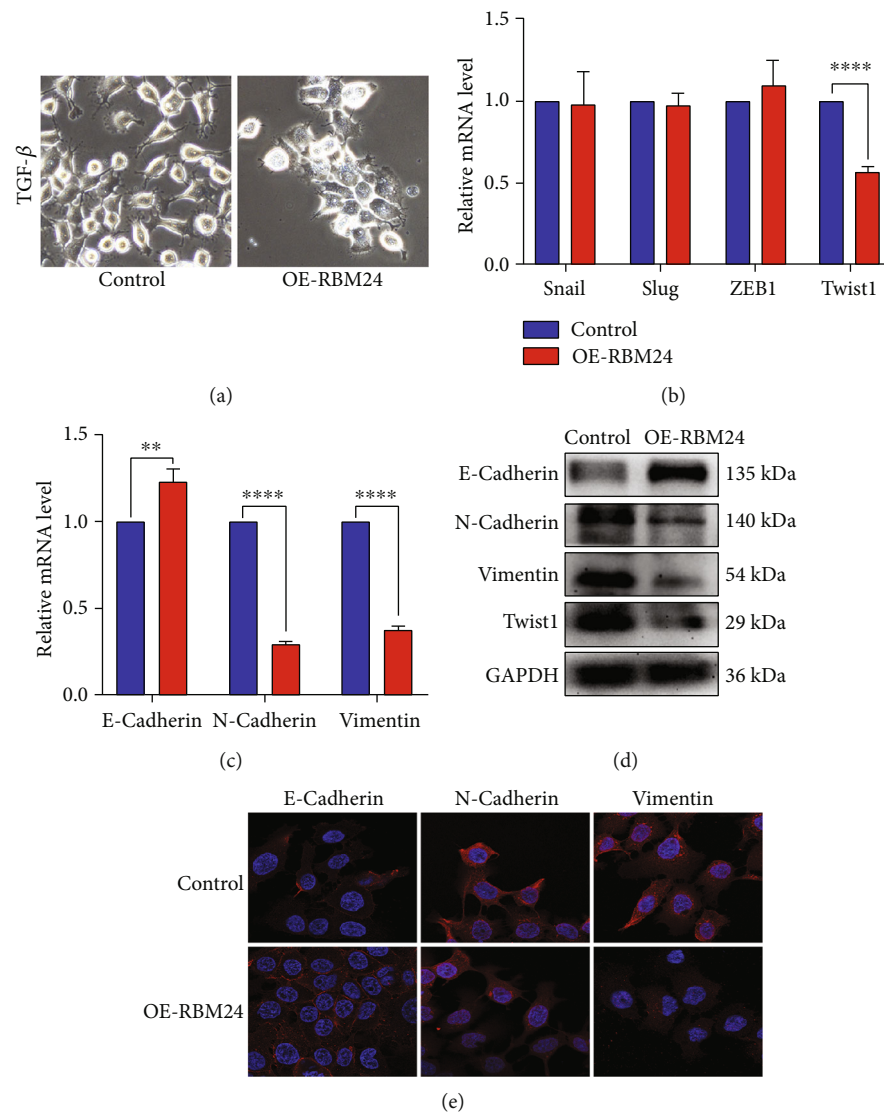 TGF-β
Control
OE-RBM24
(a)
Relative mRNA level
1.5
1.0
0.5
0.0
****
Snail
Slug
ZEB1
Twist1
Control
OE-RBM24
(b)
Relative mRNA level
1.5
1.0
0.5
0.0
**
****
****
E-Cadherin
N-Cadherin
Vimentin
(c)
Control
OE-RBM24
E-Cadherin
135 kDa
N-Cadherin
140 kDa
Vimentin
54 kDa
Twist1
29 kDa
GAPDH
36 kDa
(d)
E-Cadherin
N-Cadherin
Vimentin
Control
OE-RBM24
(e)